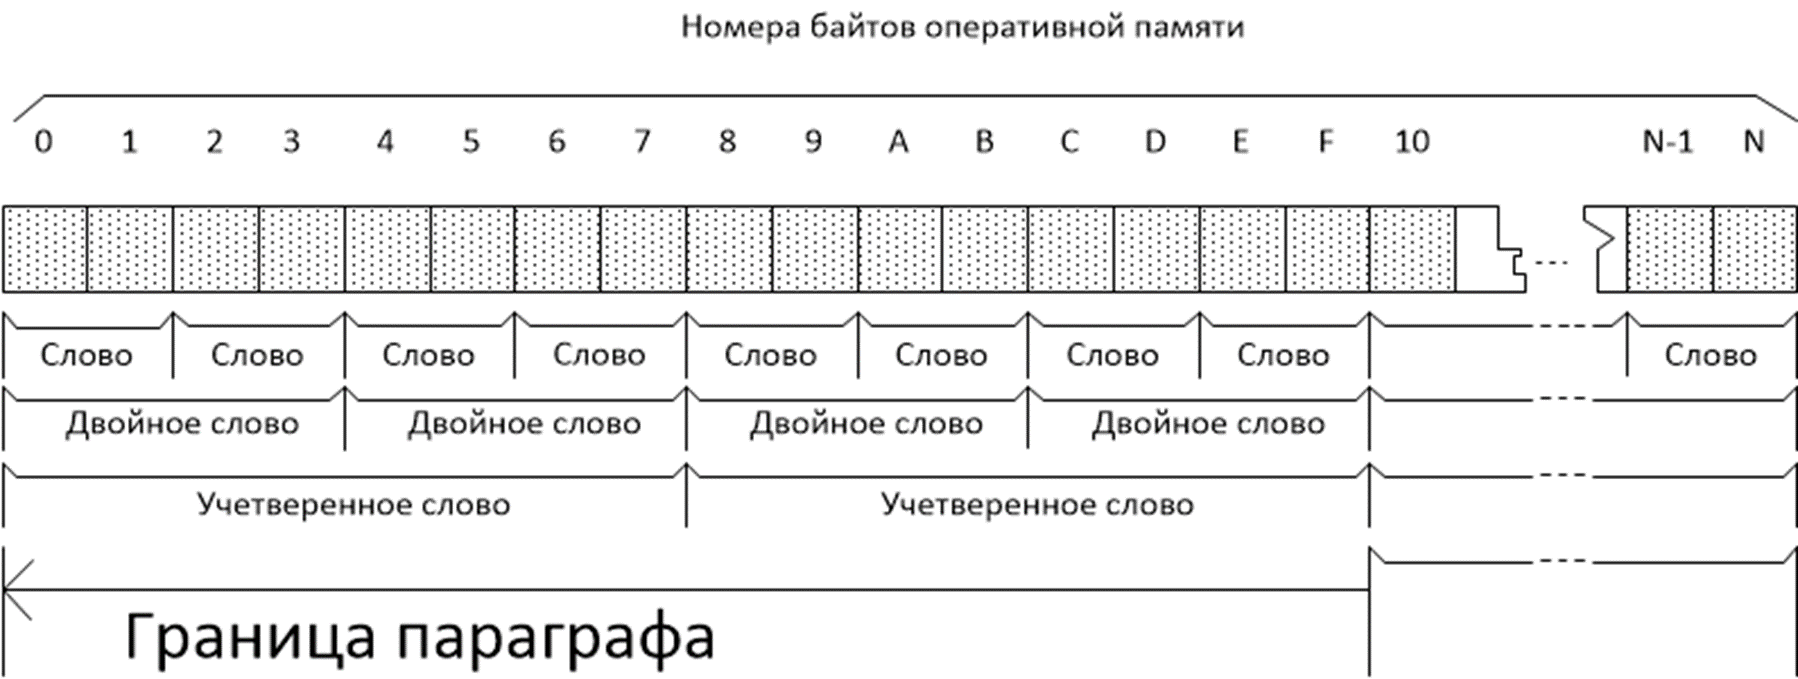 Номера байтов оперативной памяти
0 1 2 3 4 5 6 7 8 9 A B C D E F 10 N-1 N
Слово Слово Слово Слово Слово Слово Слово Слово Слово
Двойное слово Двойное слово Двойное слово Двойное слово
Учетверенное слово Учетверенное слово
Граница параграфа